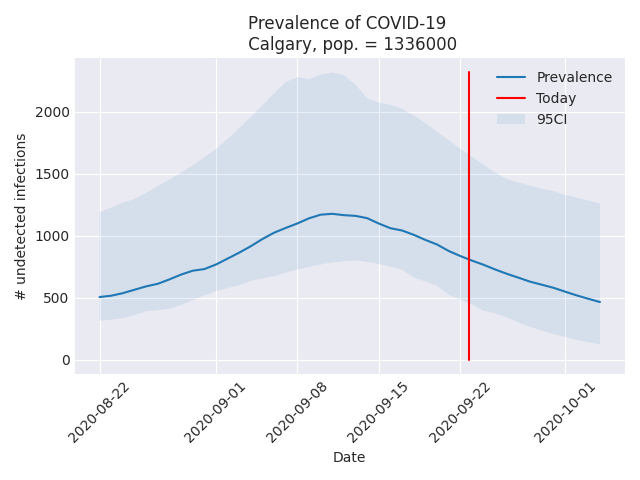 Prevalence of COVID-19
Calgary, pop. = 1336000
Prevalence
Today
95CI
# undetected infections
2000
1500
1000
500
0
2020-08-22
2020-09-01
2020-09-08
2020-09-15
2020-09-22
2020-10-01
Date